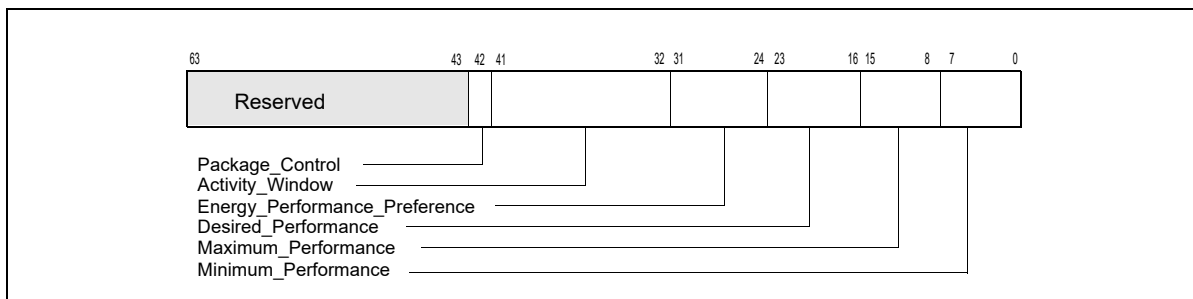 63 43 42 41 32 31 24 23 16 15 8 7 0
Reserved
Package_Control
Activity_Window
Energy_Performance_Preference
Desired_Performance
Maximum_Performance
Minimum_Performance